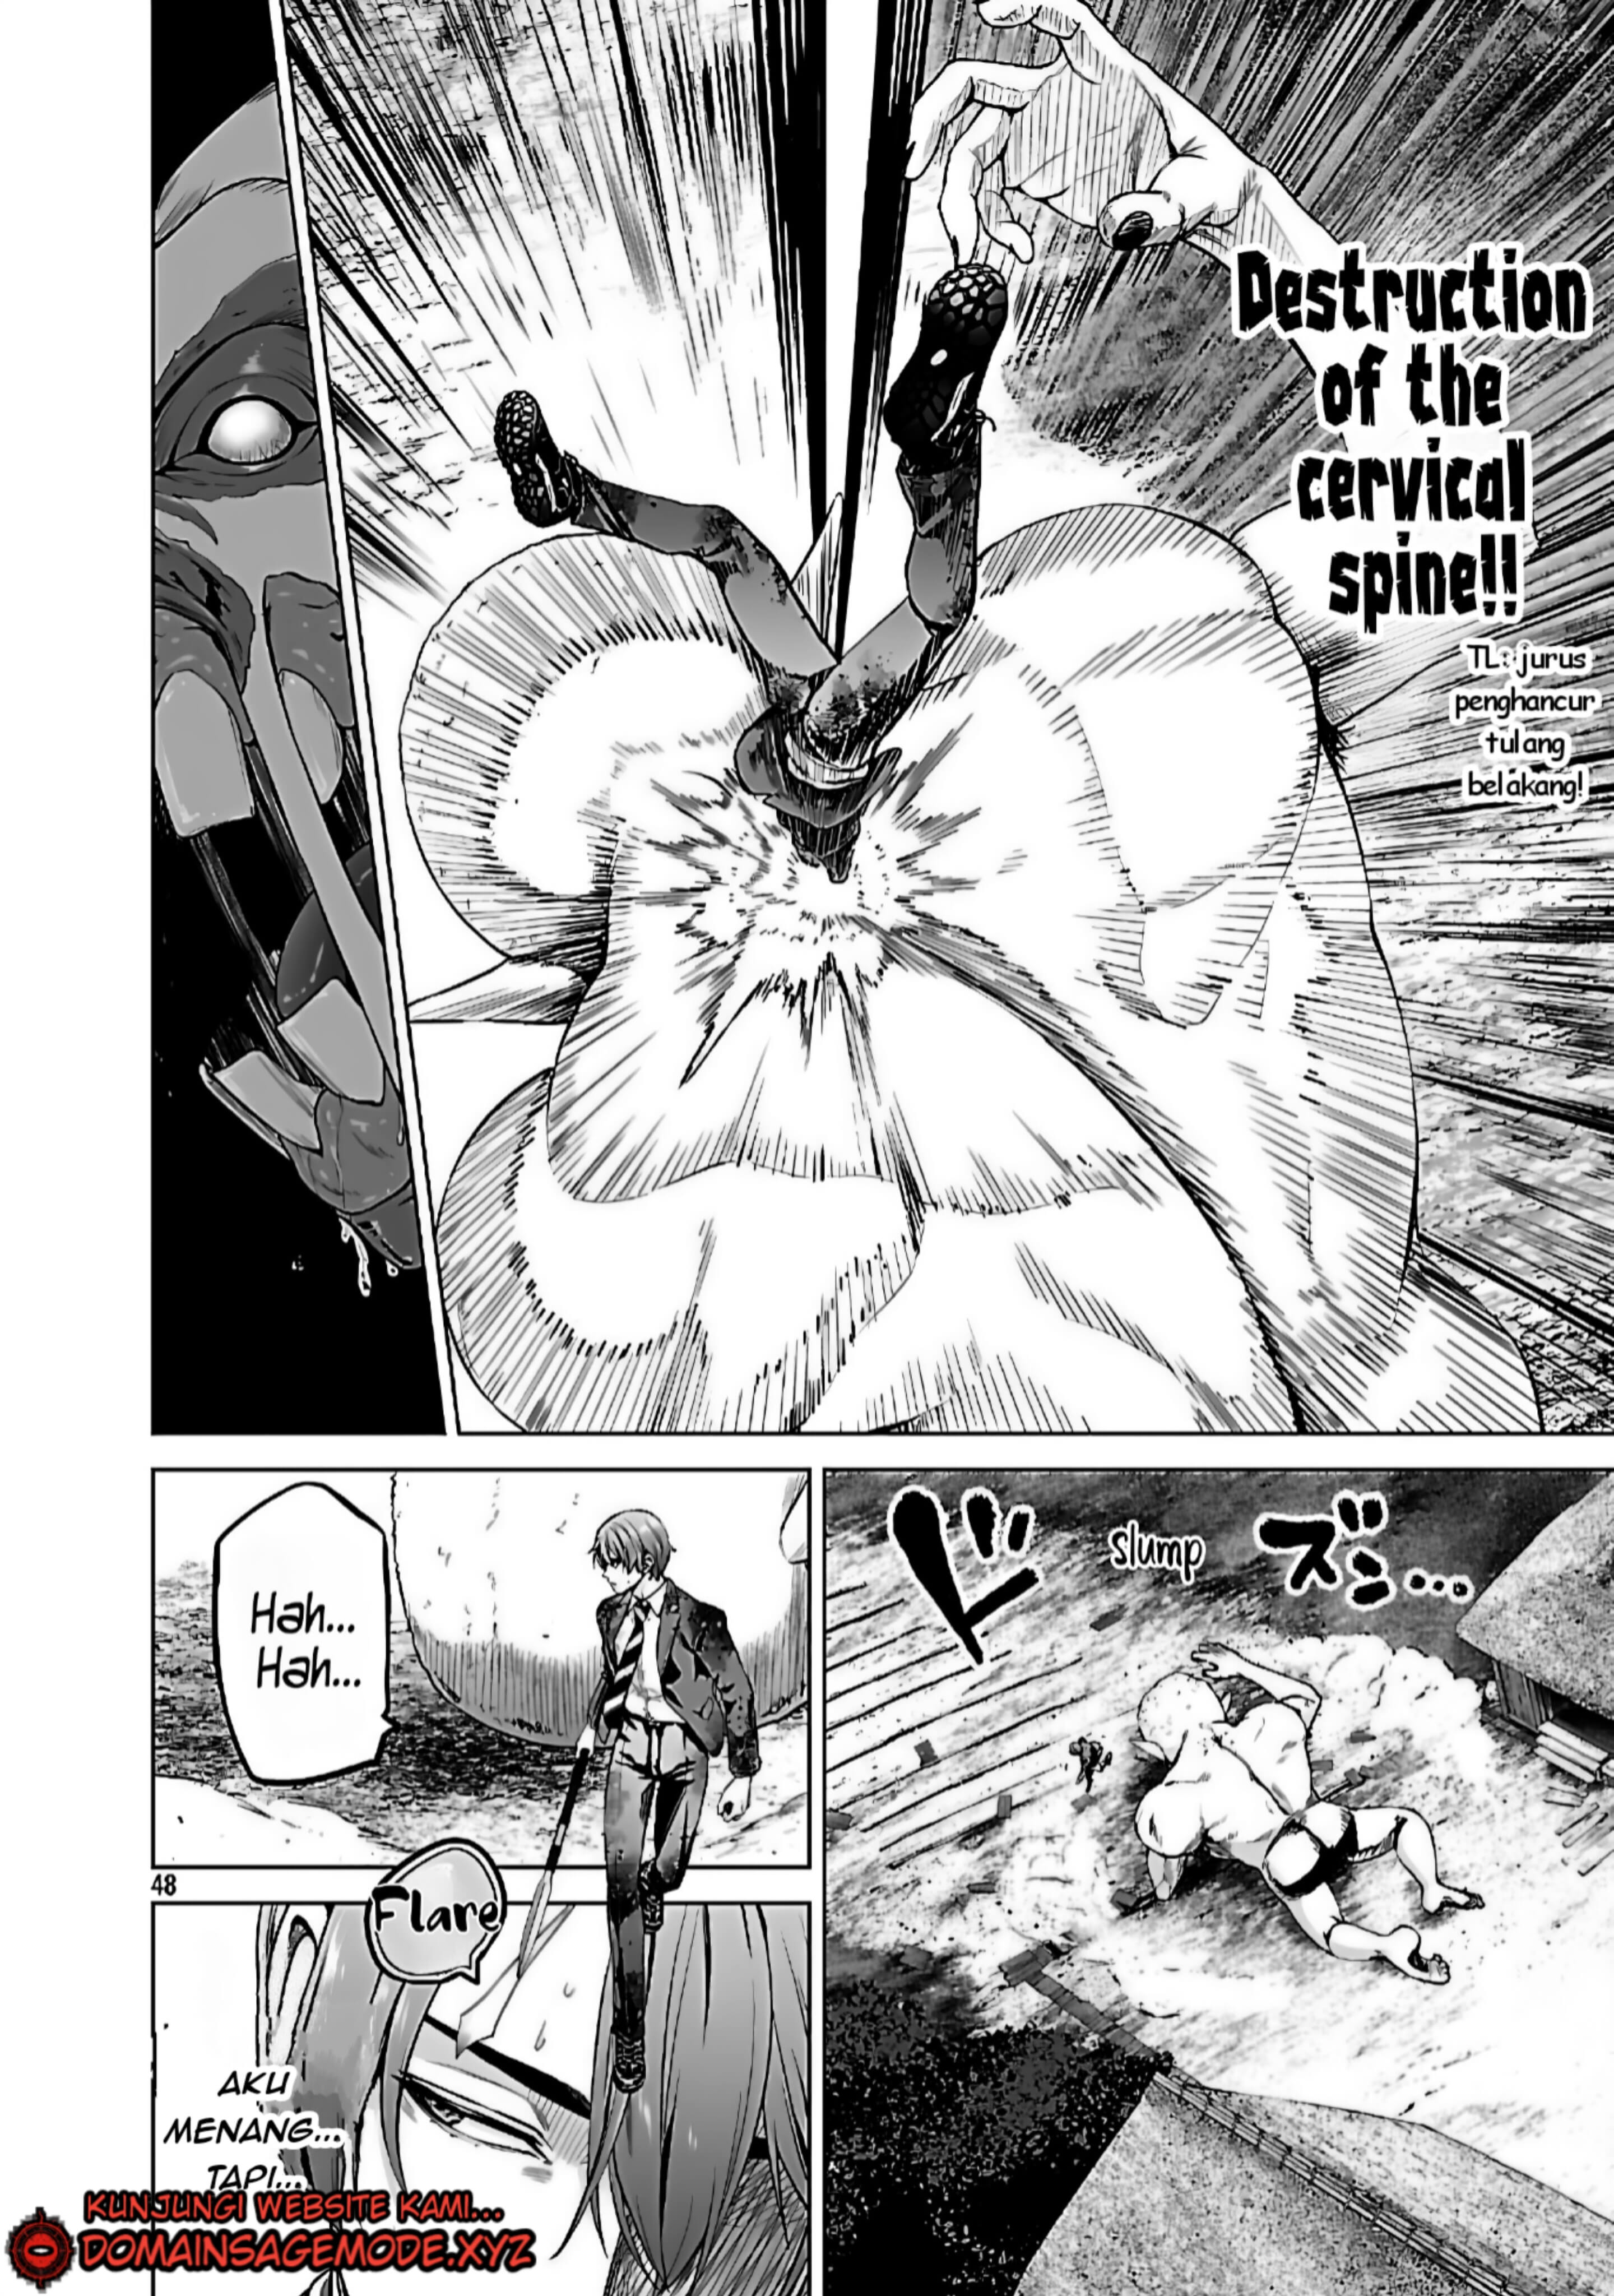 Destruction
of the
cervical
spine!!
TL: jurus
penghancur
tulang
belakang!
ド
slump
ズン...
Hah...
Hah...
48
Flare
AKU
MENANG...
TAPI...
KUNJUNGI WEBSITE KAMI...
DOMAINSAGEMODE.XYZ